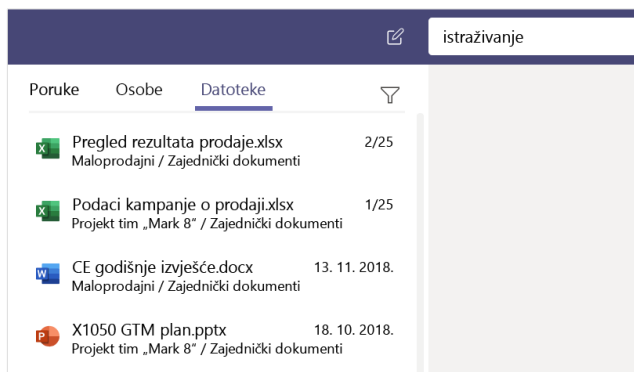 istraživanje
Poruke Osobe Datoteke
Pregled rezultata prodaje.xlsx 2/25
Maloprodajni / Zajednički dokumenti
Podaci kampanje o prodaji.xlsx 1/25
Projekt tim „Mark 8“ / Zajednički dokumenti
CE godišnje izvješće.docx 13. 11. 2018.
Maloprodajni / Zajednički dokumenti
X1050 GTM plan.pptx 18. 10. 2018.
Projekt tim „Mark 8“ / Zajednički dokumenti